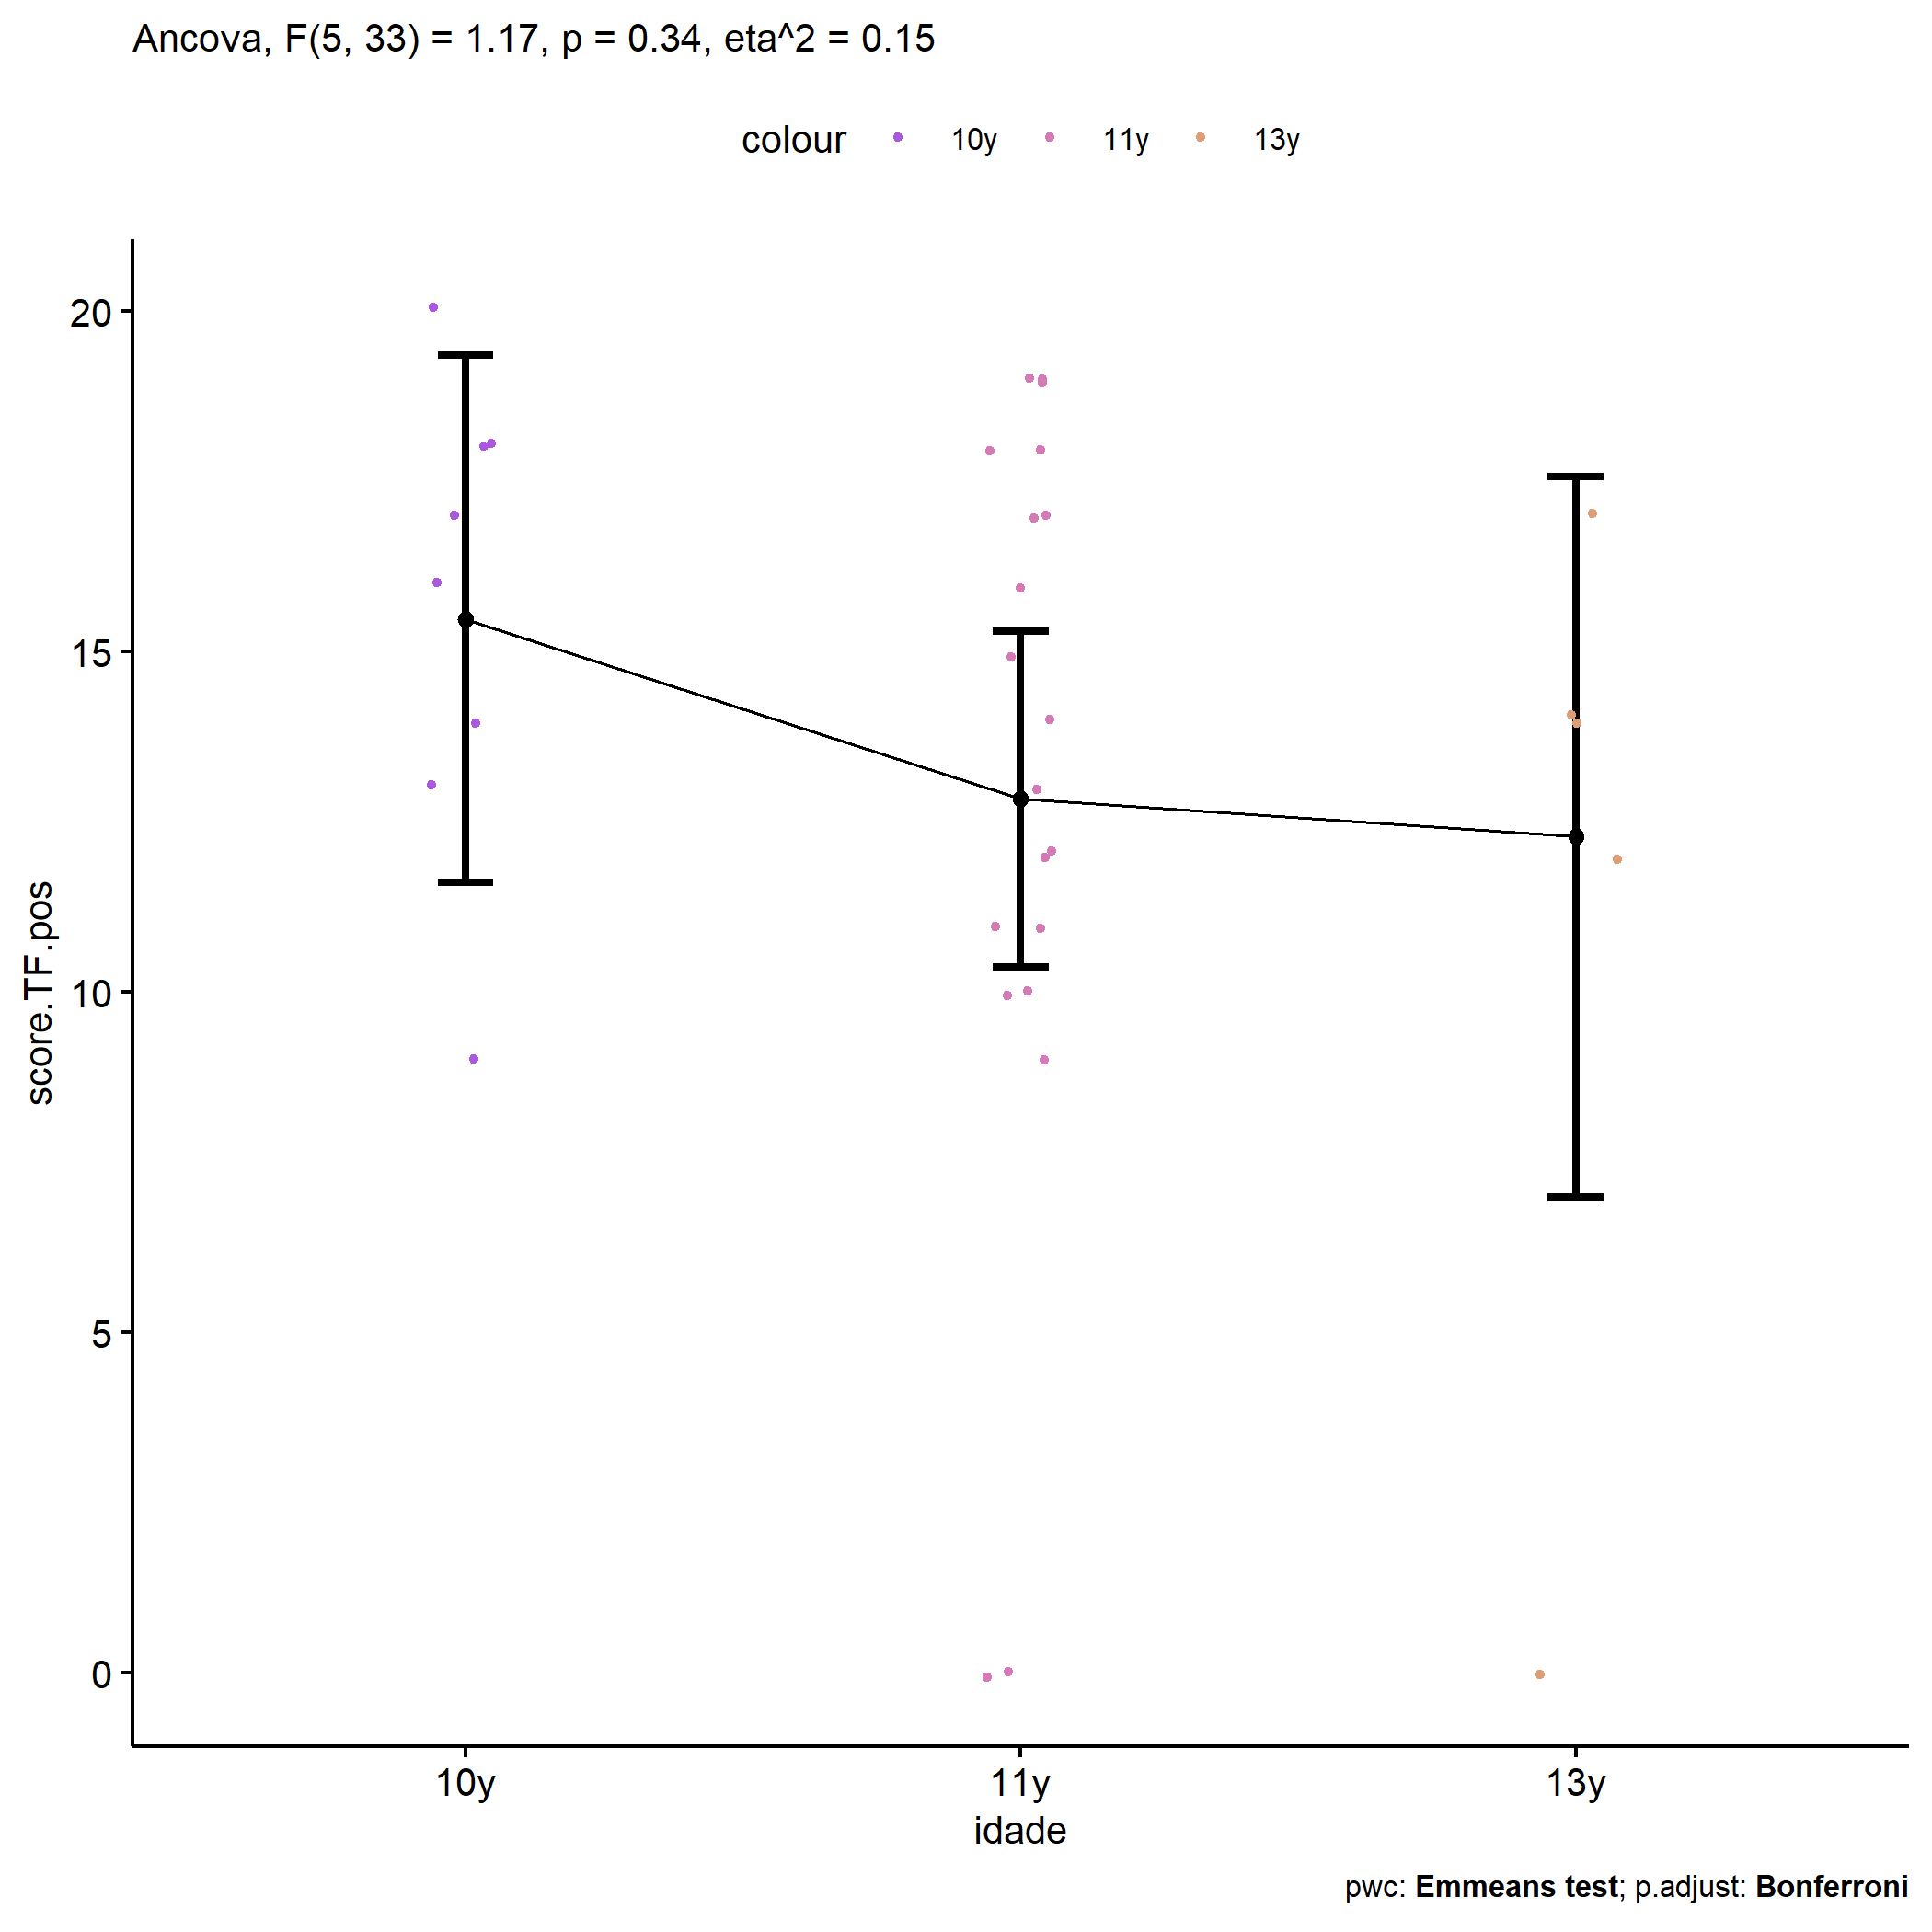 Ancova, F(5, 33) = 1.17, p = 0.34, eta^2 = 0.15
colour 10y 11y 13y
score.TF.pos
20
15
10
5
0
10y 11y 13y
idade
pwc: Emmeans test; p.adjust: Bonferroni